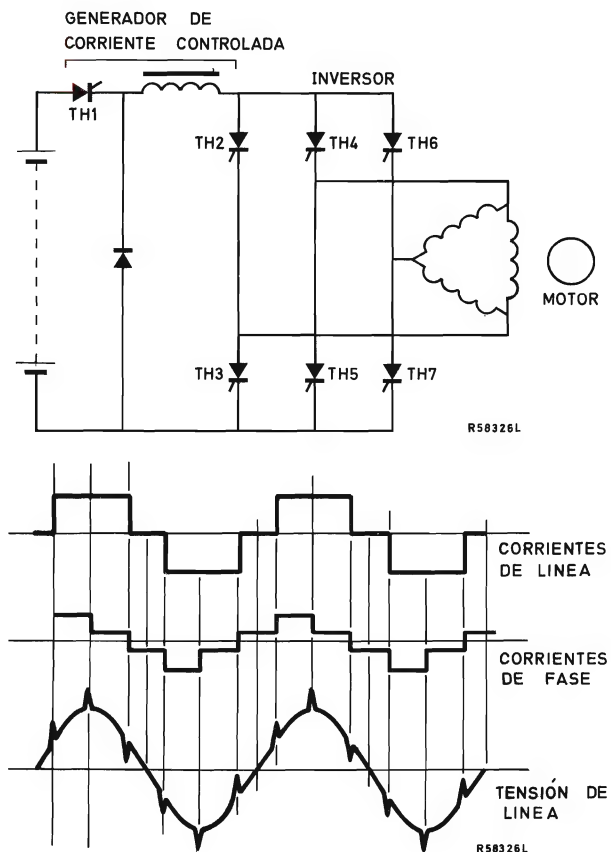 GENERADOR DE
CORRIENTE CONTROLADA
INVERSOR
TH1
TH2
TH4
TH6
MOTOR
TH3
TH5
TH7
R58326L
CORRIENTES
DE LINEA
CORRIENTES
DE FASE
TENSIÓN DE
LINEA
R58326L